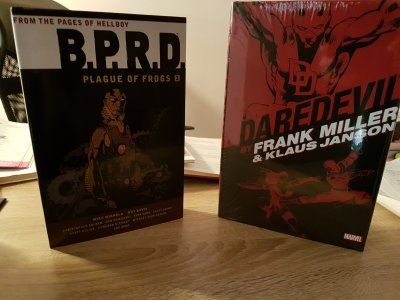 FROM THE PAGES OF HELLBOY
B.P.R.D.
PLAGUE OF FROGS
MIKE MIGNOLA GUY DAVIS
DD
DAREDEVIL
BY FRANK MILLER
& KLAUS JANSON
MARVEL